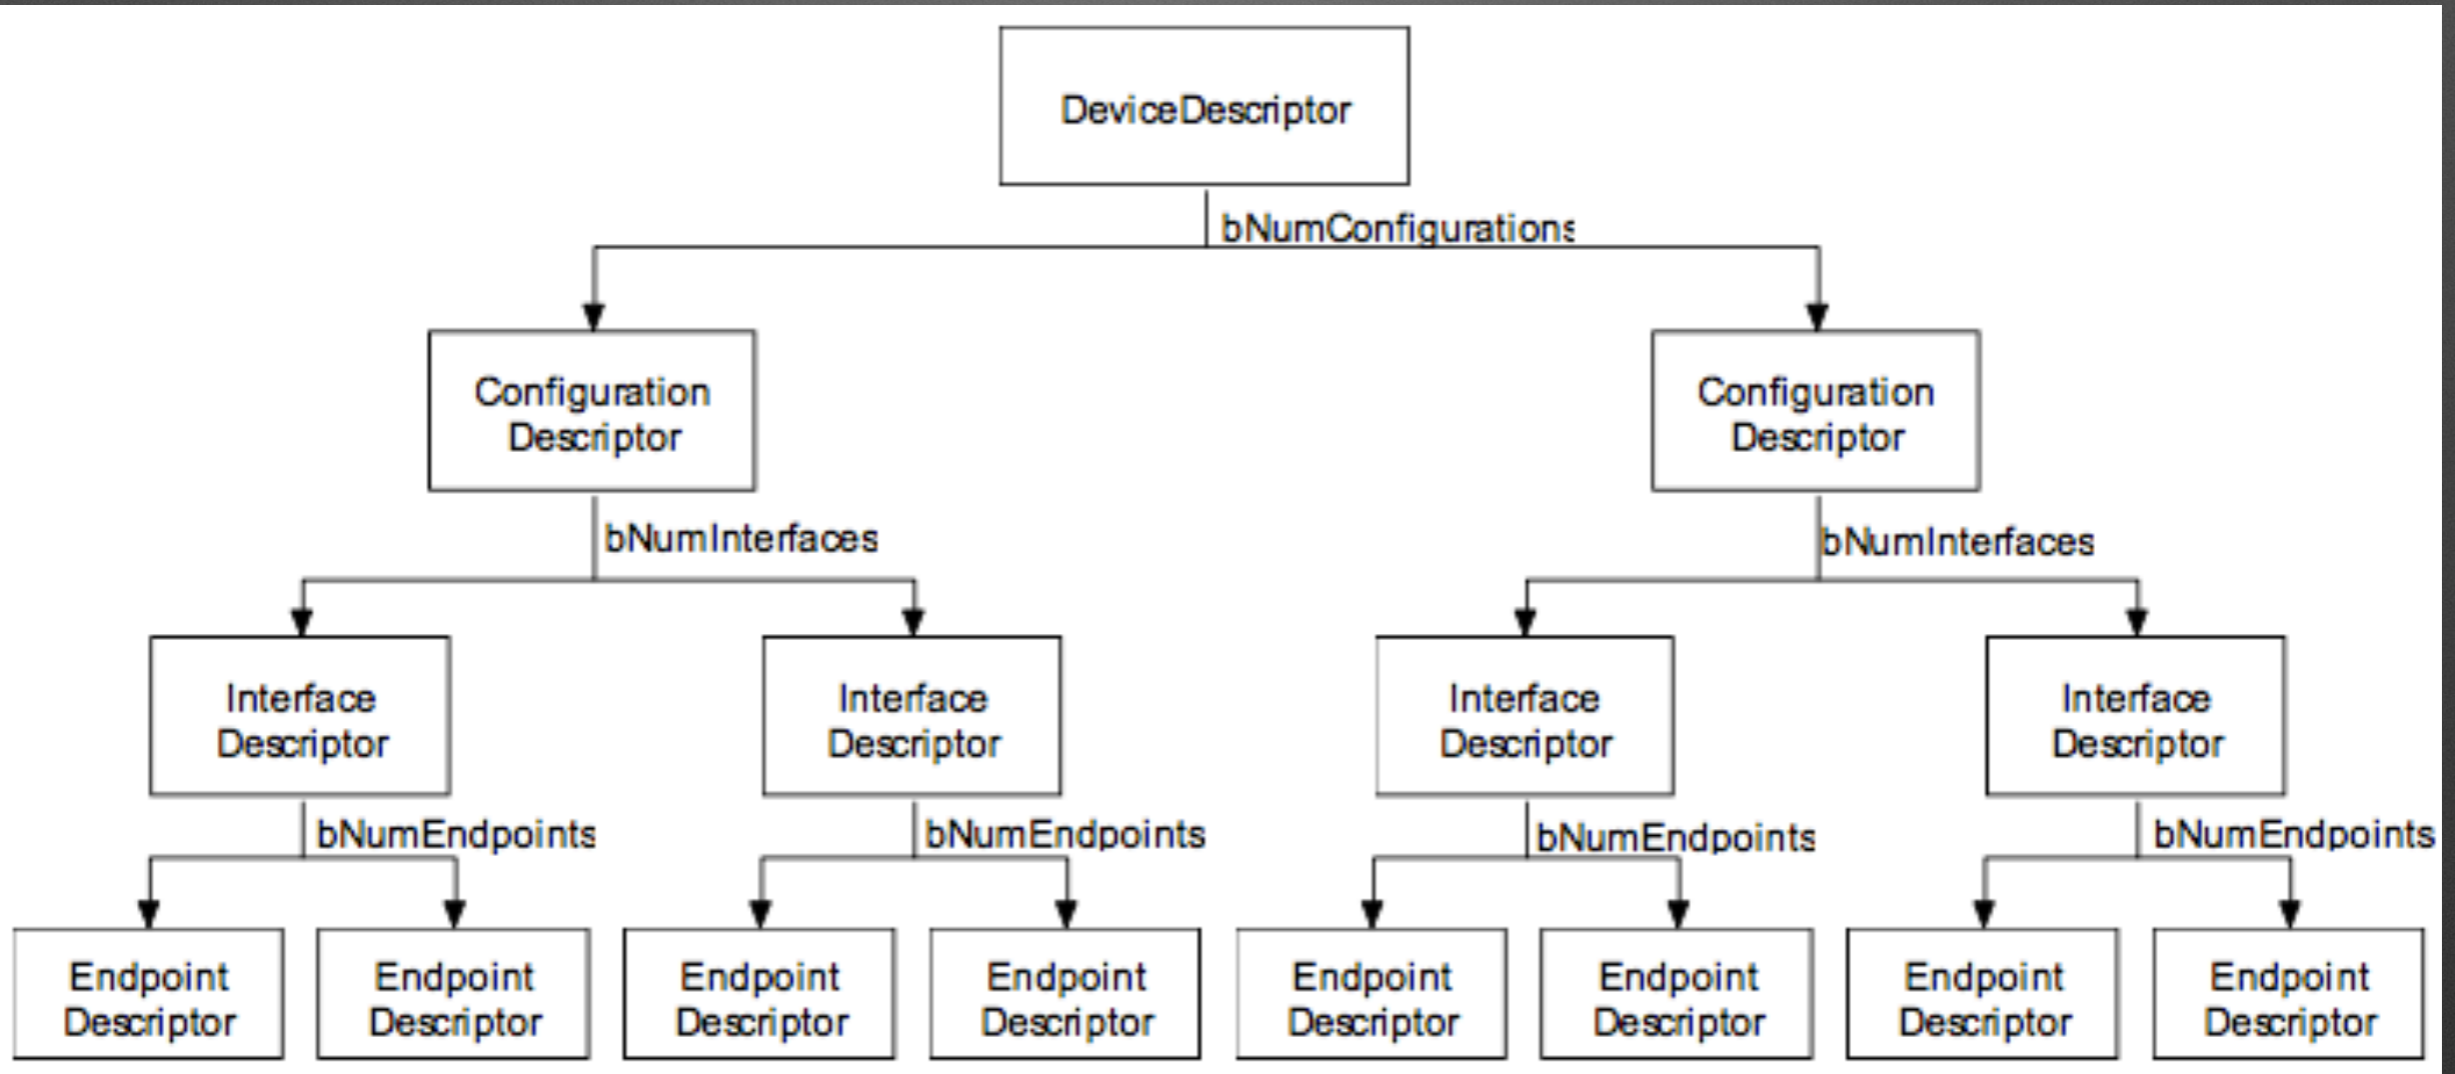 DeviceDescriptor
bNumConfigurations
Configuration
Descriptor
Configuration
Descriptor
bNumInterfaces
bNumInterfaces
Interface
Descriptor
Interface
Descriptor
Interface
Descriptor
Interface
Descriptor
bNumEndpoints
bNumEndpoints
bNumEndpoints
bNumEndpoints
Endpoint
Descriptor
Endpoint
Descriptor
Endpoint
Descriptor
Endpoint
Descriptor
Endpoint
Descriptor
Endpoint
Descriptor
Endpoint
Descriptor
Endpoint
Descriptor